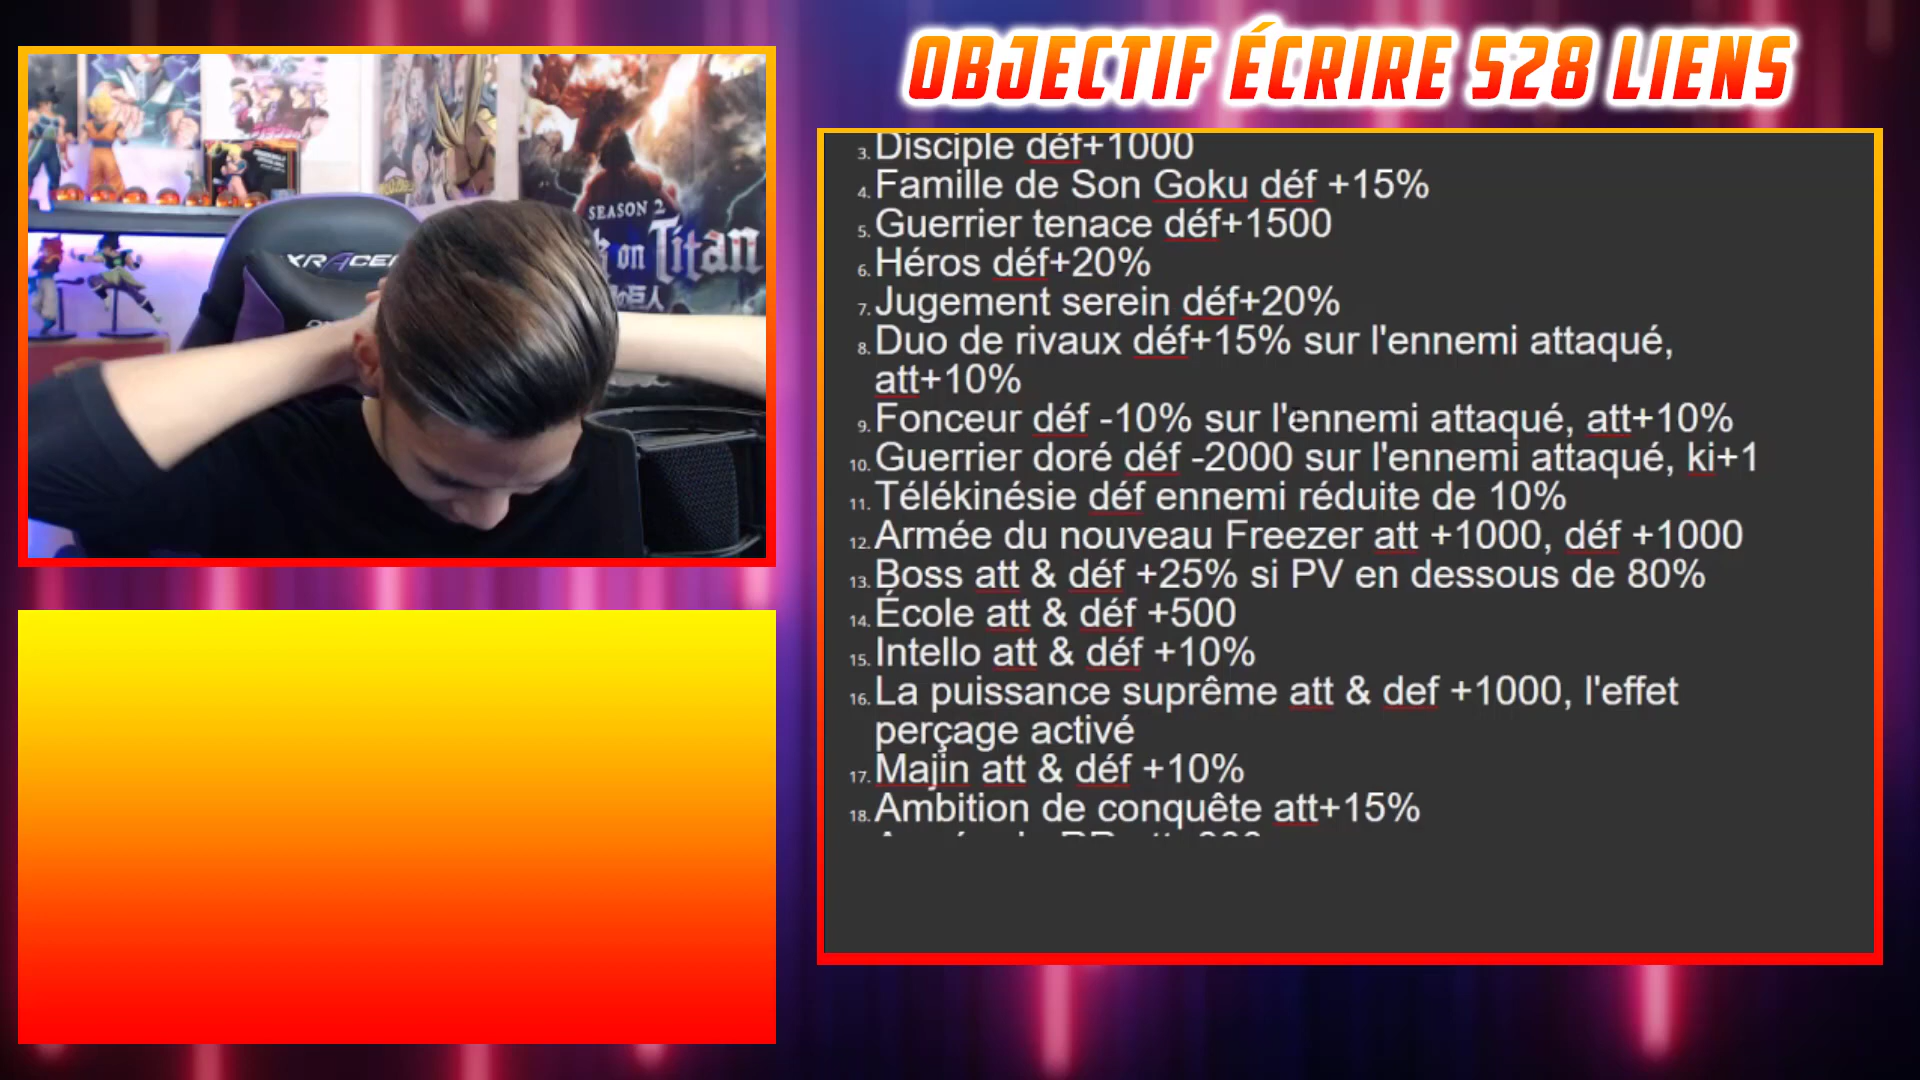 OBJECTIF ÉCRIRE 528 LIENS
SEASON 2
on Titan
XRACE
3. Disciple déf+1000
4. Famille de Son Goku déf +15%
5. Guerrier tenace déf+1500
6. Héros déf+20%
7. Jugement serein déf+20%
8. Duo de rivaux déf+15% sur l'ennemi attaqué,
att+10%
9. Fonceur déf -10% sur l'ennemi attaqué, att+10%
10. Guerrier doré déf -2000 sur l'ennemi attaqué, ki+1
11. Télékinésie déf ennemi réduite de 10%
12. Armée du nouveau Freezer att +1000, déf +1000
13. Boss att & déf +25% si PV en dessous de 80%
14. École att & déf +500
15. Intello att & déf +10%
16. La puissance suprême att & def +1000, l'effet
perçage activé
17. Majin att & déf +10%
18. Ambition de conquête att+15%